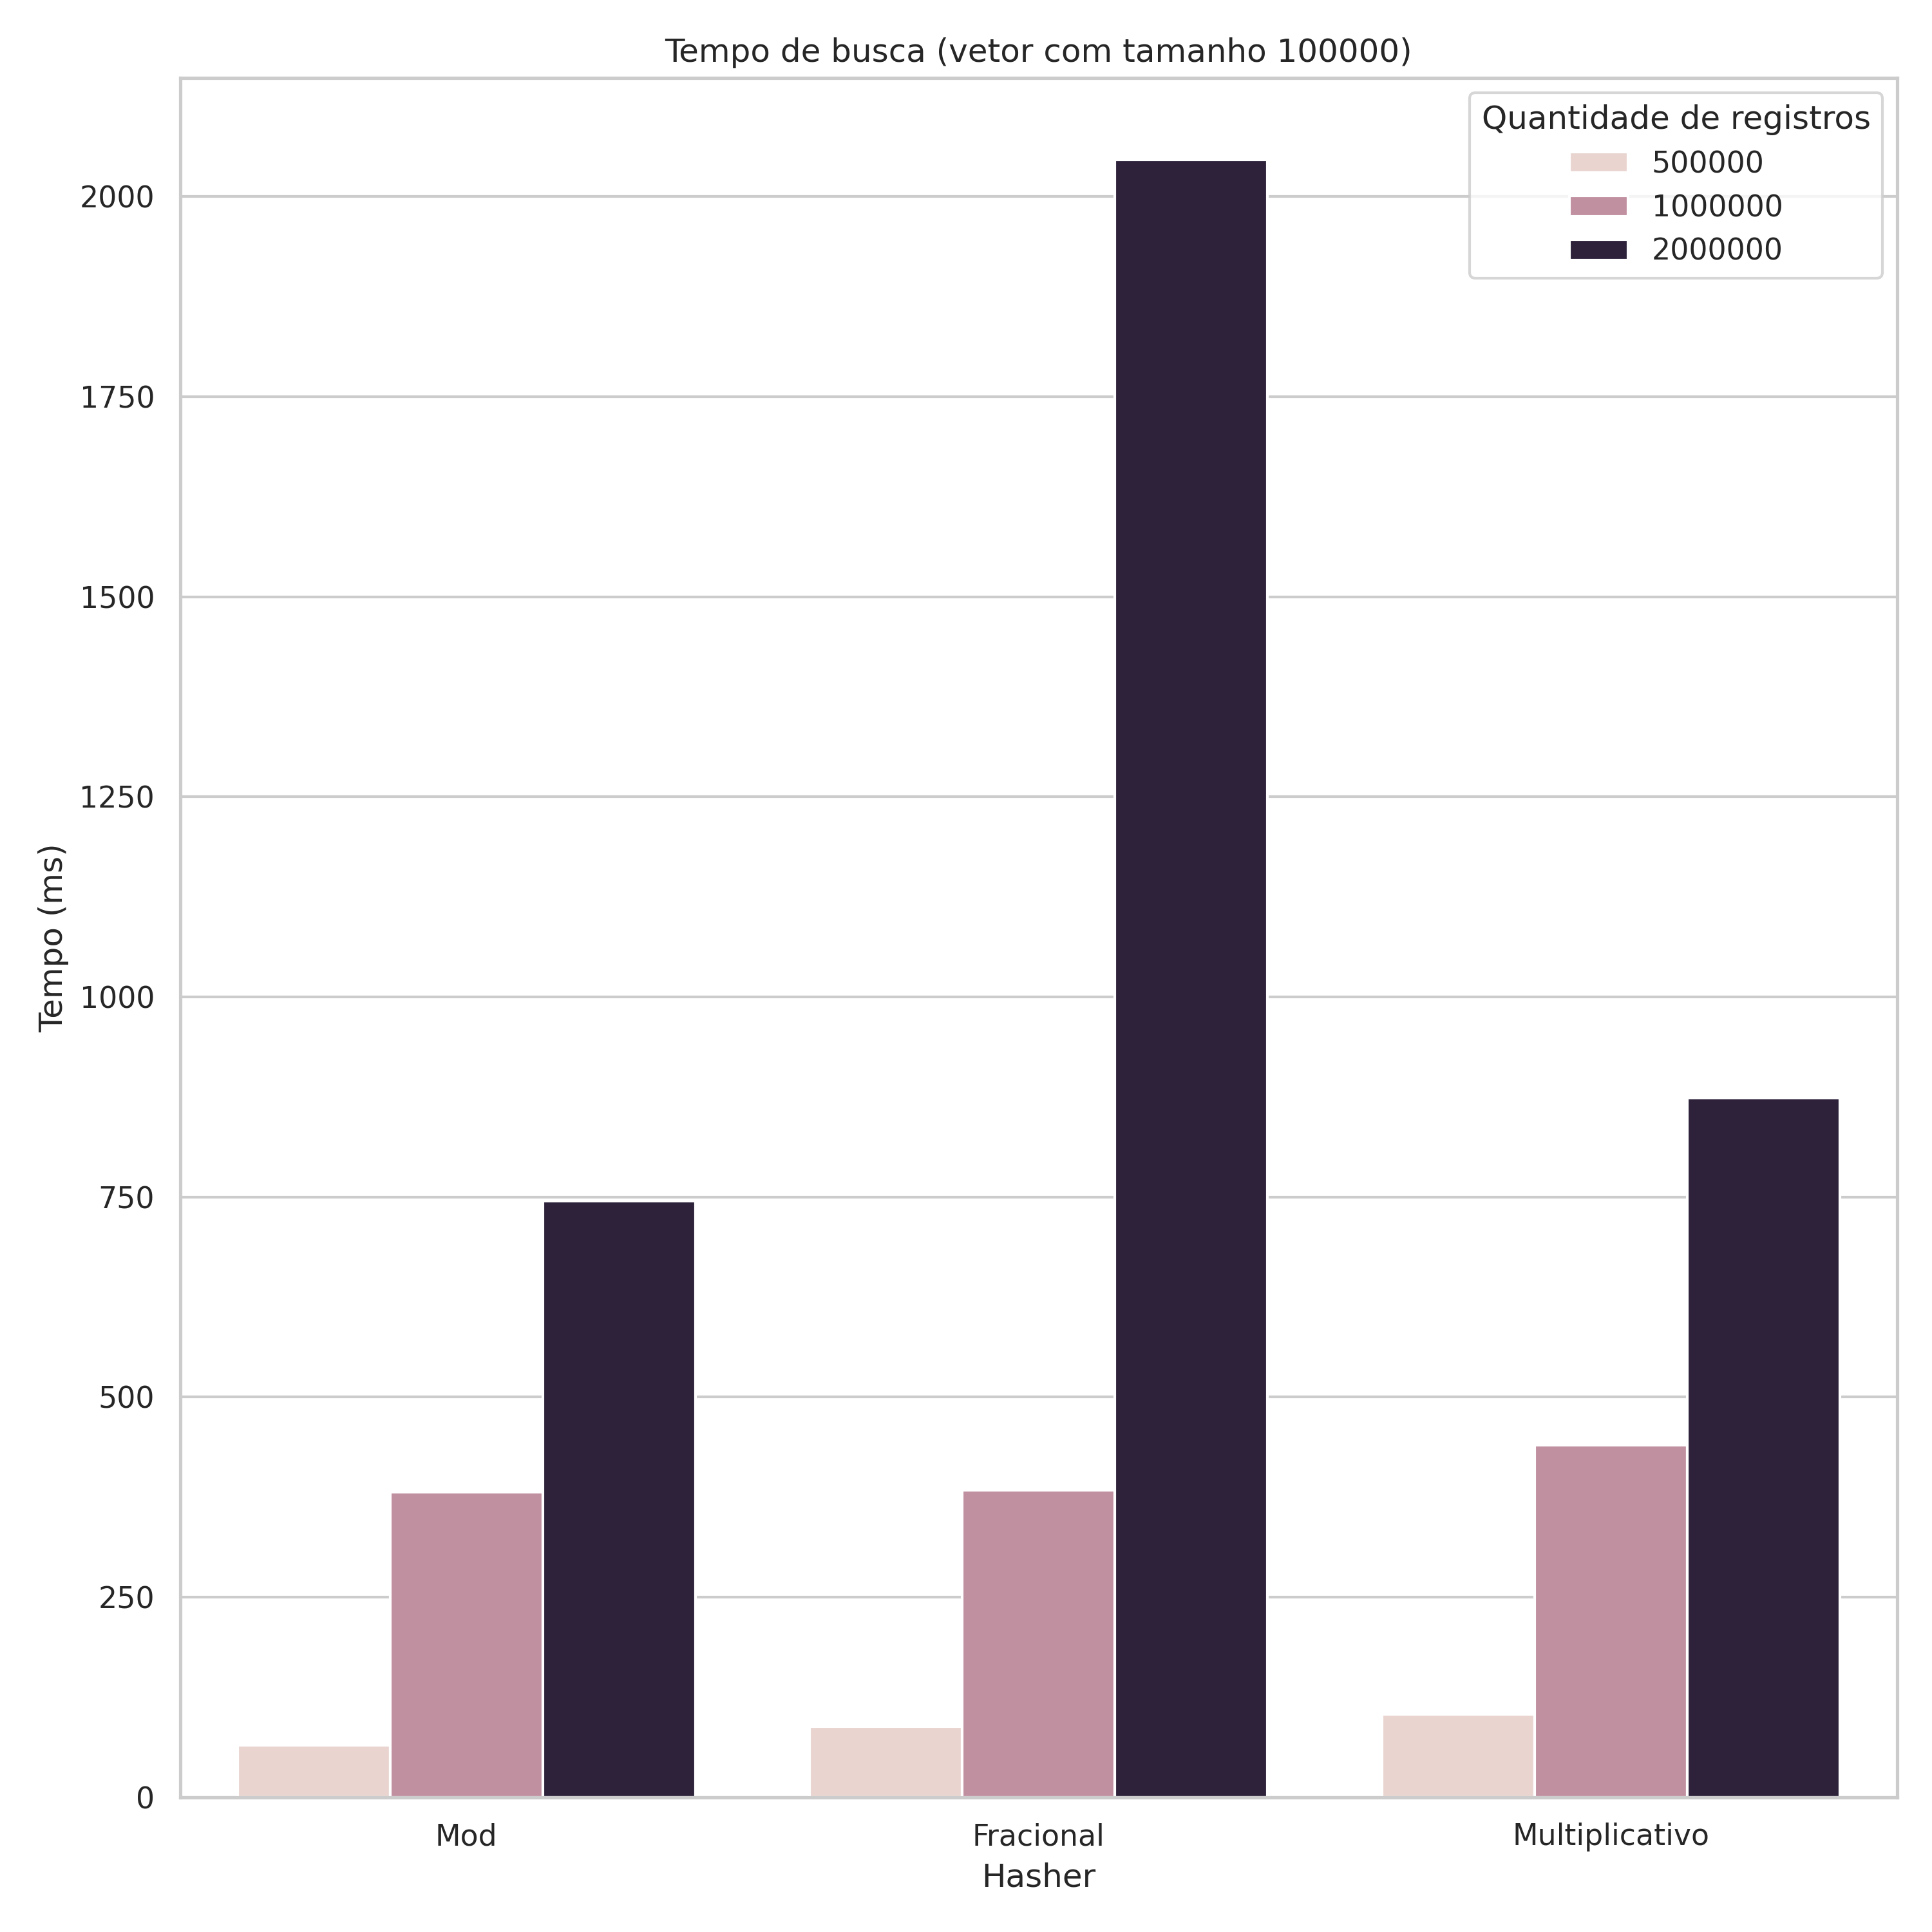 Tempo de busca (vetor com tamanho 100000)
Quantidade de registros
500000
1000000
2000000
Tempo (ms)
2000
1750
1500
1250
1000
750
500
250
0
Mod
Fracional
Multiplicativo
Hasher